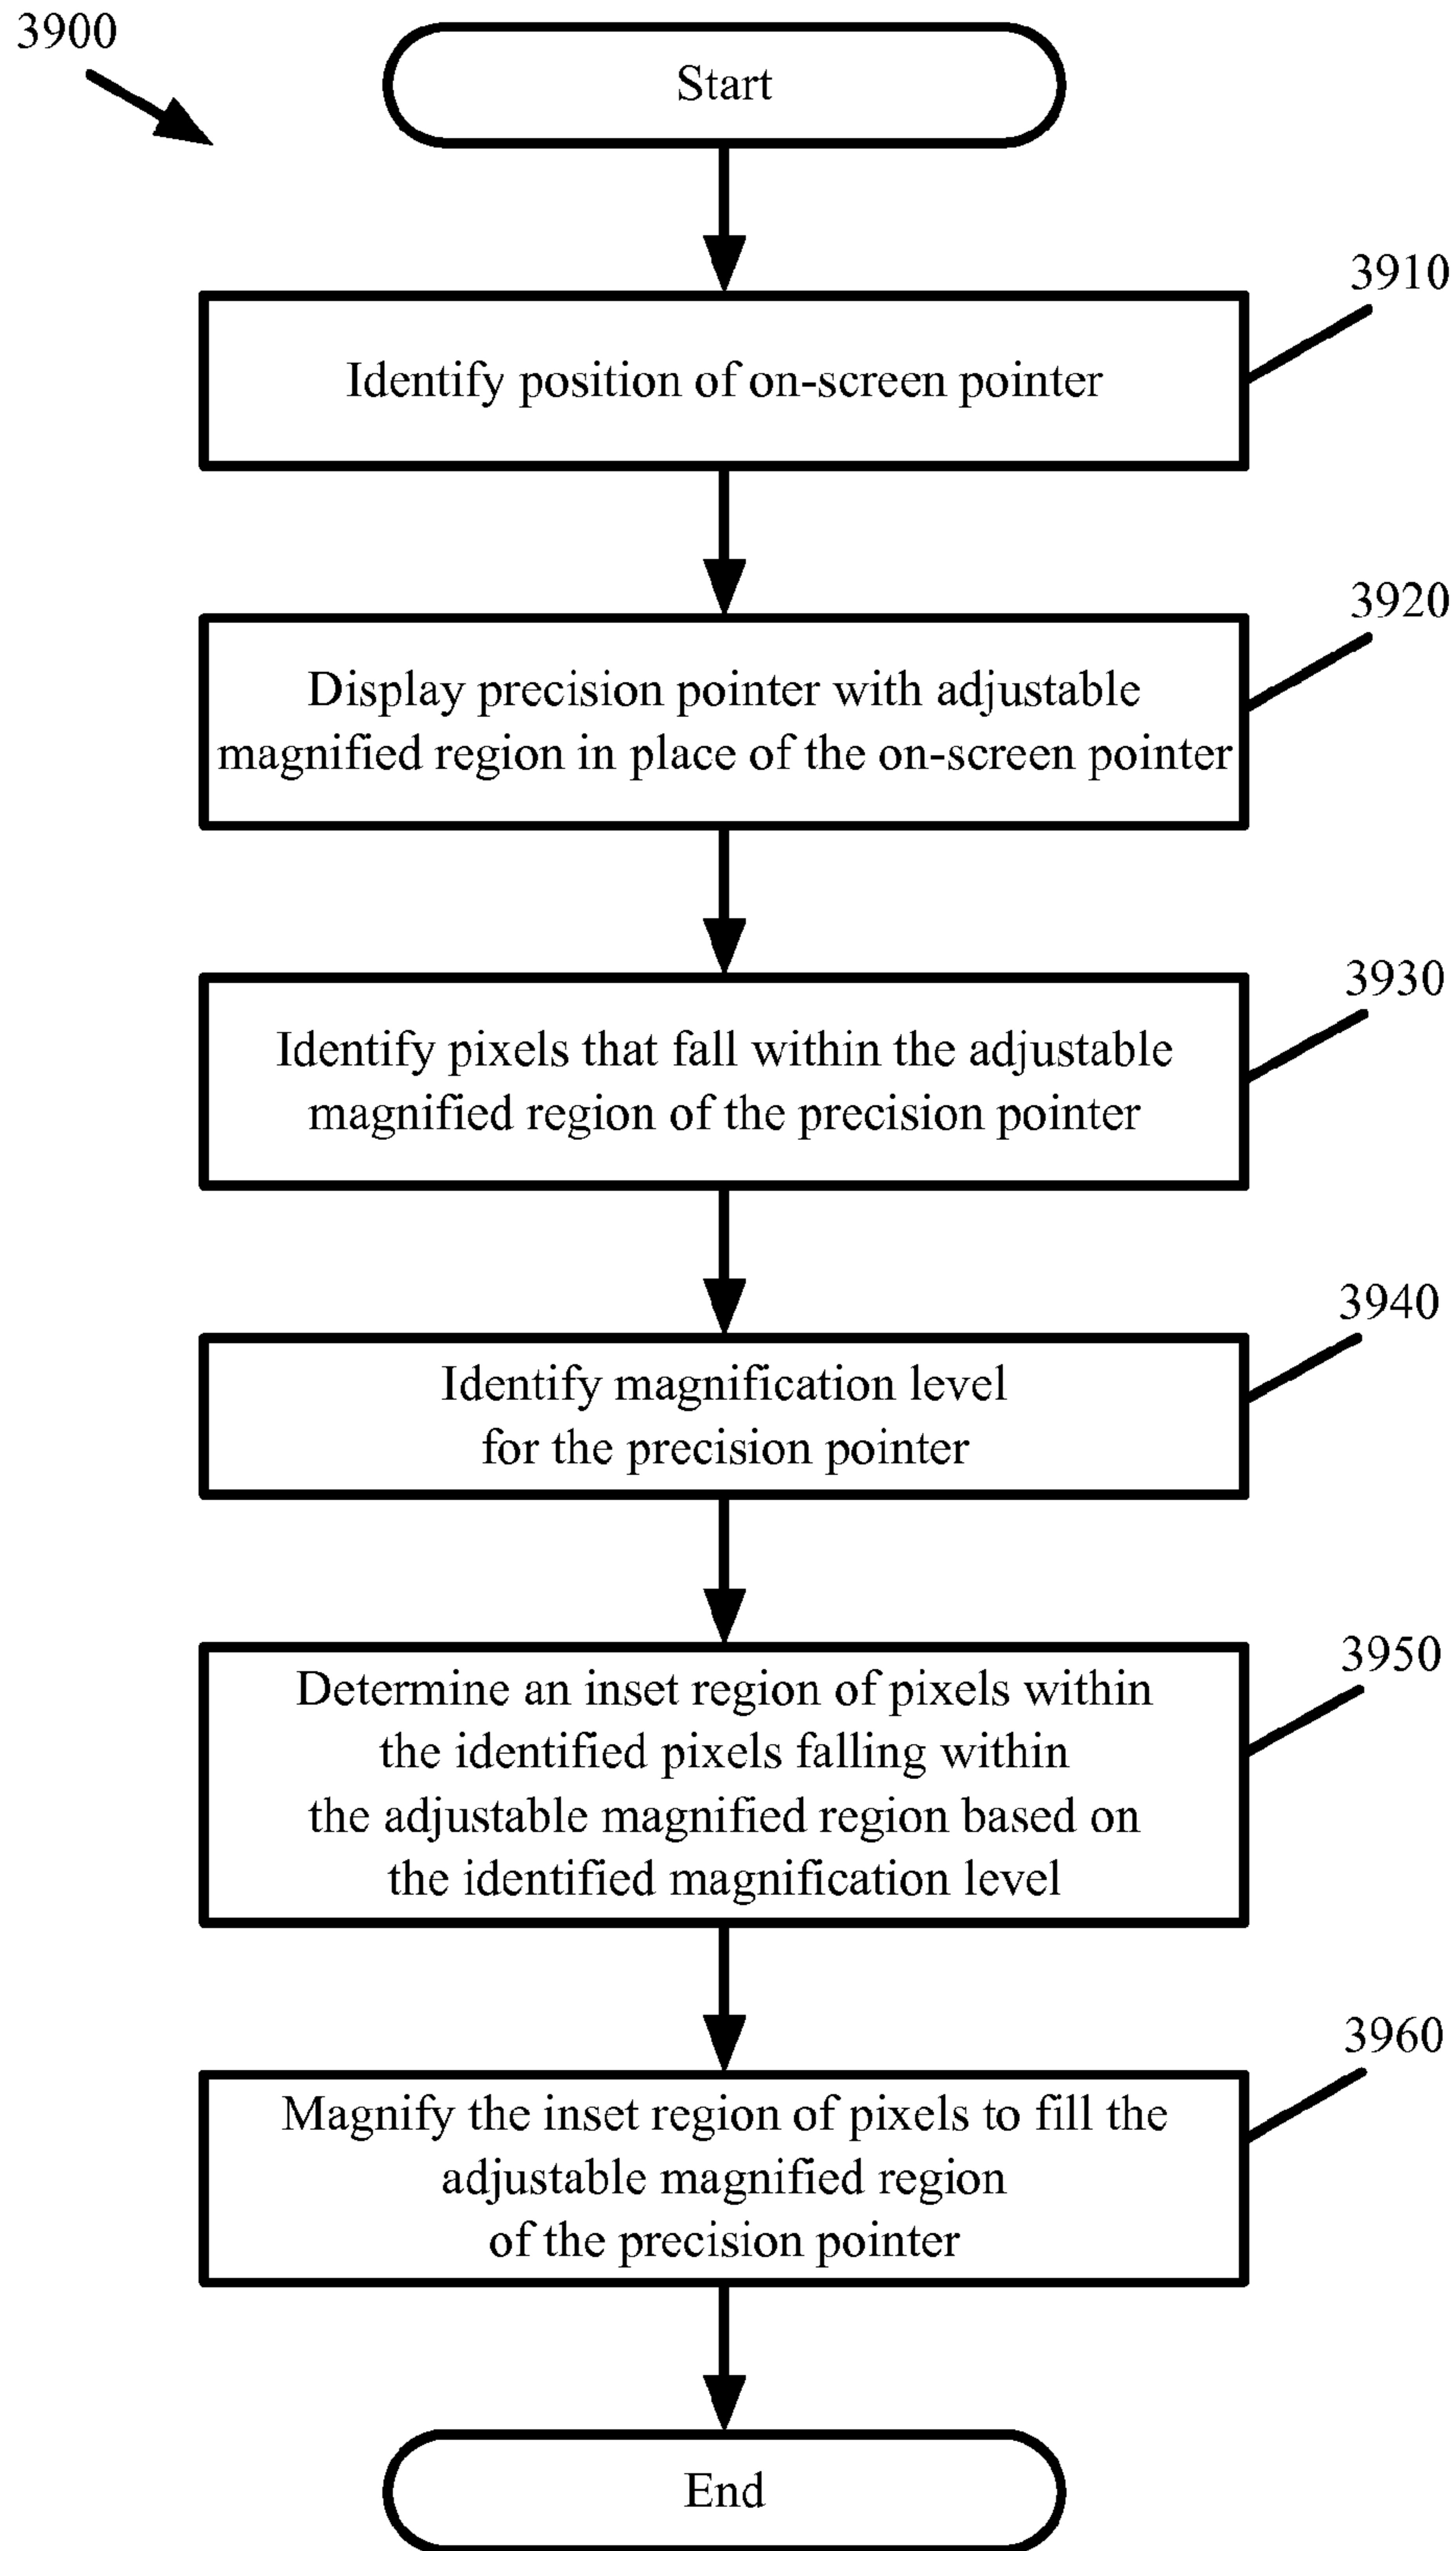 3900
Start
3910
Identify position of on-screen pointer
3920
Display precision pointer with adjustable
magnified region in place of the on-screen pointer
3930
Identify pixels that fall within the adjustable
magnified region of the precision pointer
3940
Identify magnification level
for the precision pointer
3950
Determine an inset region of pixels within
the identified pixels falling within
the adjustable magnified region based on
the identified magnification level
3960
Magnify the inset region of pixels to fill the
adjustable magnified region
of the precision pointer
End